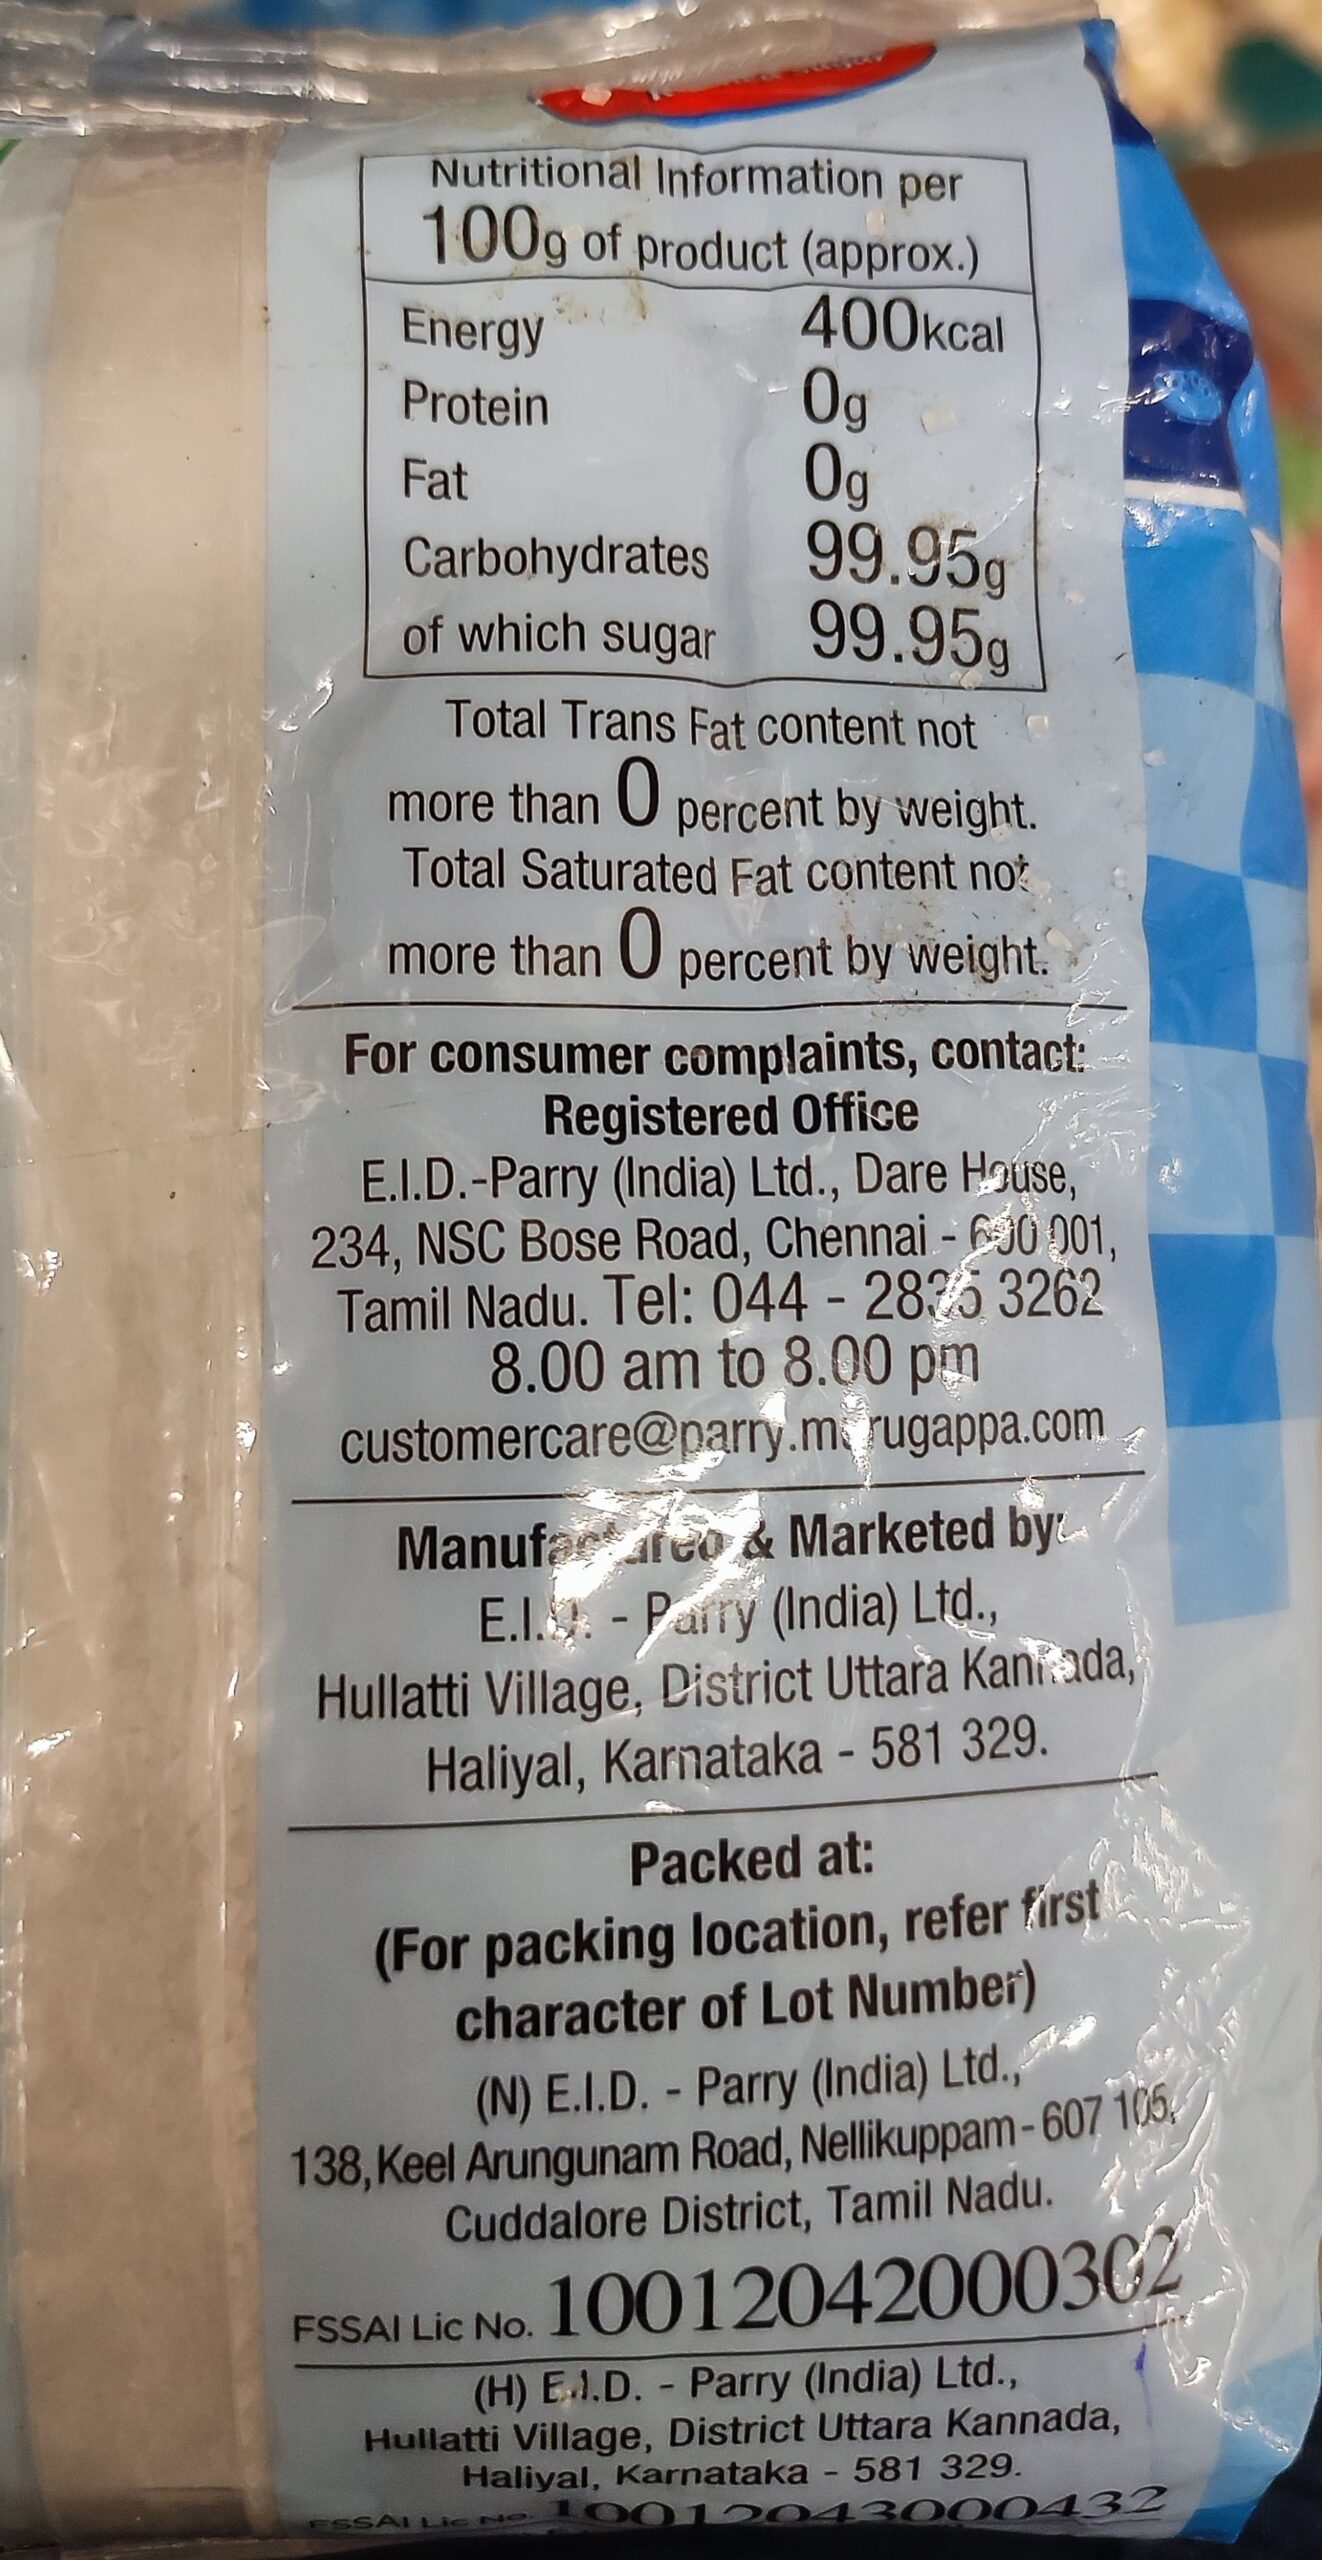 Nutritional Information per
100g of product (approx.)
Energy 400kcal
Protein 0g
Fat 0g
Carbohydrates 99.95g
of which sugar 99.95g
Total Trans Fat content not
more than 0 percent by weight.
Total Saturated Fat content not
more than 0 percent by weight.
For consumer complaints, contact:
Registered Office
E.I.D.-Parry (India) Ltd., Dare House,
234, NSC Bose Road, Chennai - 600 001,
Tamil Nadu. Tel: 044 - 2835 3262
8.00 am to 8.00 pm
customercare@parry.murugappa.com
Manufactured & Marketed by:
E.I.D. - Parry (India) Ltd.,
Hullatti Village, District Uttara Kannada,
Haliyal, Karnataka - 581 329.
Packed at:
(For packing location, refer first
character of Lot Number)
(N) E.I.D. - Parry (India) Ltd.,
138, Keel Arungunam Road, Nellikuppam - 607 105,
Cuddalore District, Tamil Nadu.
FSSAI Lic No. 10012042000302
(H) E.I.D. - Parry (India) Ltd.,
Hullatti Village, District Uttara Kannada,
Haliyal, Karnataka - 581 329.
FSSAI Lic No. 10012043000432